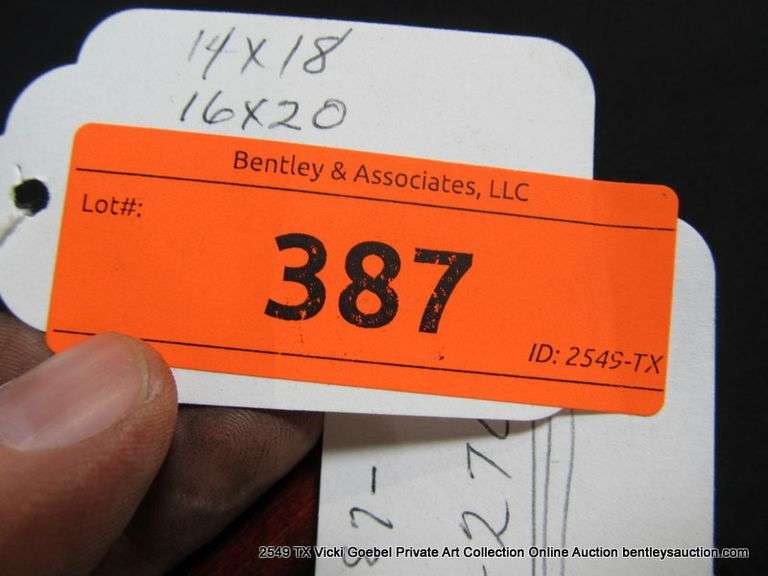 14X18
16X20
Bentley & Associates, LLC
Lot#:
387
ID: 2549-TX
87-
2549 TX Vicki Goebel Private Art Collection Online Auction bentleysauction.com